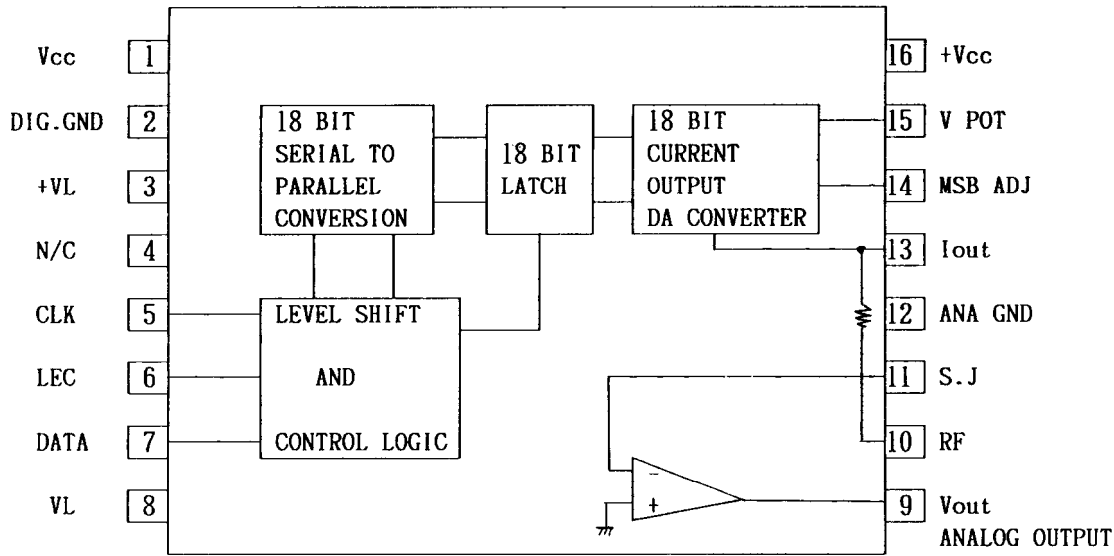 Vcc 1
DIG.GND 2
+VL 3
N/C 4
CLK 5
LEC 6
DATA 7
VL 8
18 BIT
SERIAL TO
PARALLEL
CONVERSION
18 BIT
LATCH
18 BIT
CURRENT
OUTPUT
DA CONVERTER
LEVEL SHIFT
AND
CONTROL LOGIC
-
+
16 +Vcc
15 V POT
14 MSB ADJ
13 Iout
12 ANA GND
11 S.J
10 RF
9 Vout
ANALOG OUTPUT